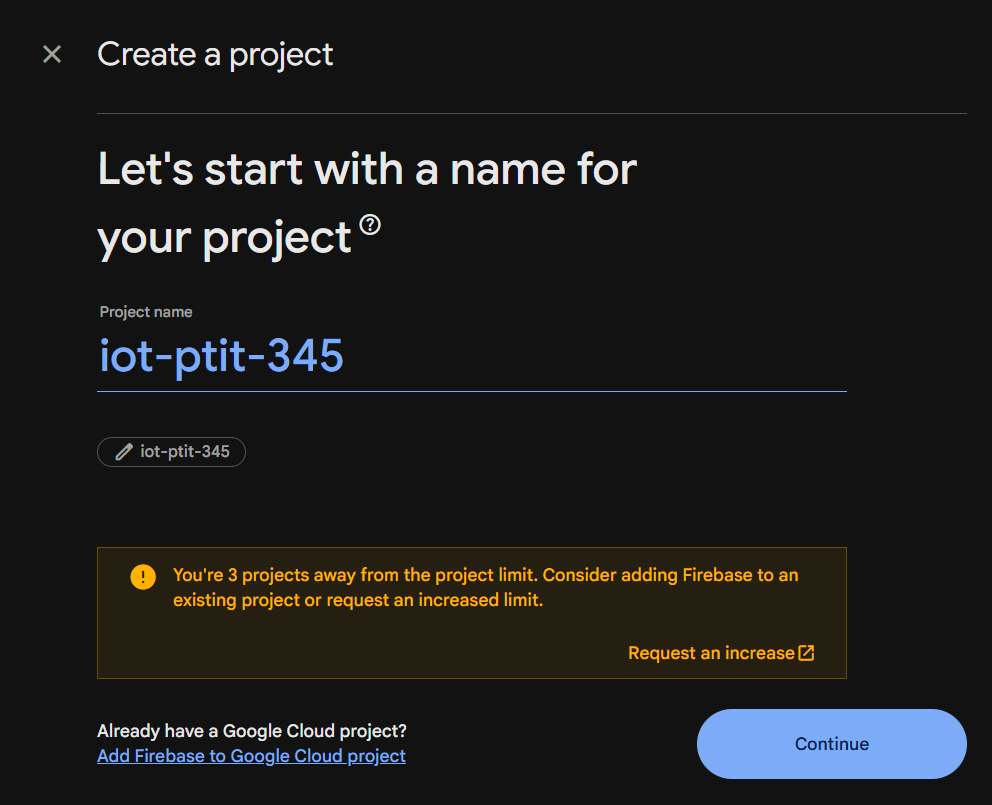 Create a project
Let's start with a name for
your project
Project name
iot-ptit-345
iot-ptit-345
You're 3 projects away from the project limit. Consider adding Firebase to an
existing project or request an increased limit.
Request an increase
Already have a Google Cloud project?
Add Firebase to Google Cloud project
Continue